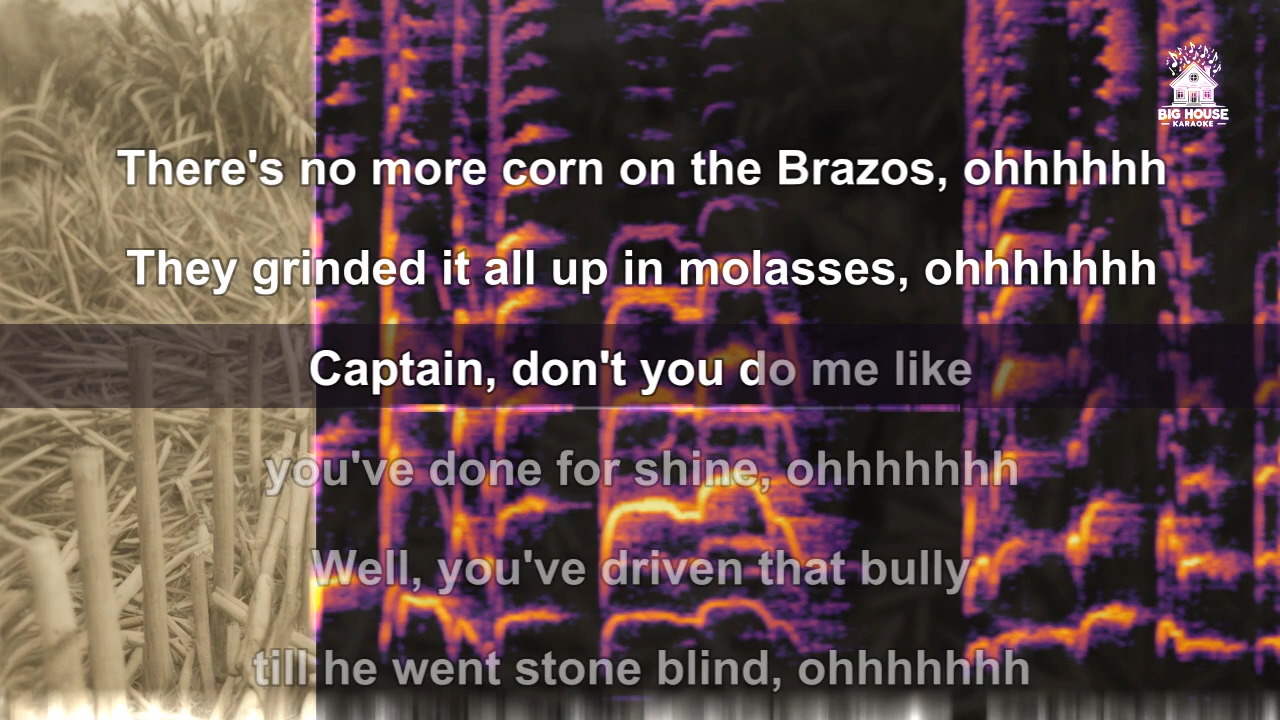 BIG HOUSE
KARAOKE
There's no more corn on the Brazos, ohhhhhh
They grinded it all up in molasses, ohhhhhhh
Captain, don't you do me like
you've done for shine, ohhhhhhh
Well, you've driven that bully
till he went stone blind, ohhhhhhh